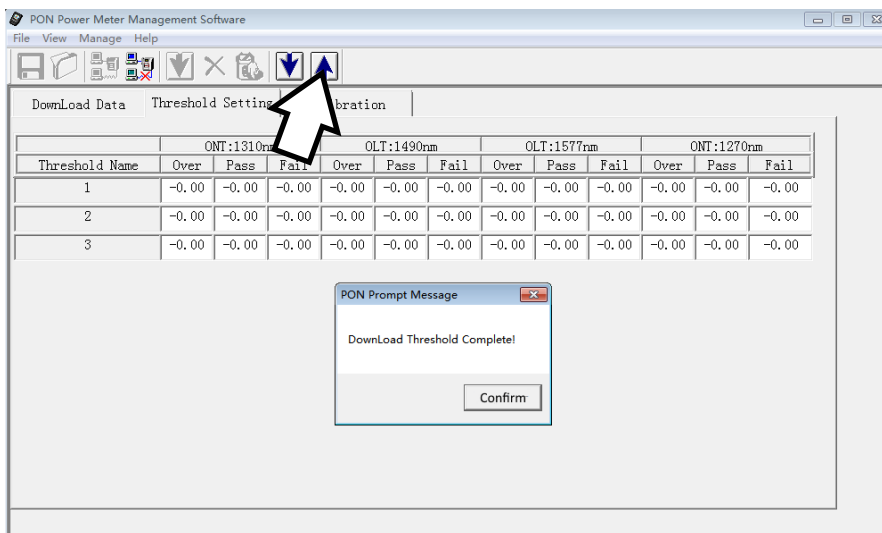 PON Power Meter Management Software
File View Manage Help
DownLoad Data Threshold Setting bration
ONT:1310n OLT:1490nm OLT:1577nm ONT:1270nm
Threshold Name Over Pass Fail Over Pass Fail Over Pass Fail Over Pass Fail
1 -0.00 -0.00 -0.00 -0.00 -0.00 -0.00 -0.00 -0.00 -0.00 -0.00 -0.00 -0.00
2 -0.00 -0.00 -0.00 -0.00 -0.00 -0.00 -0.00 -0.00 -0.00 -0.00 -0.00 -0.00
3 -0.00 -0.00 -0.00 -0.00 -0.00 -0.00 -0.00 -0.00 -0.00 -0.00 -0.00 -0.00
PON Prompt Message
DownLoad Threshold Complete!
Confirm